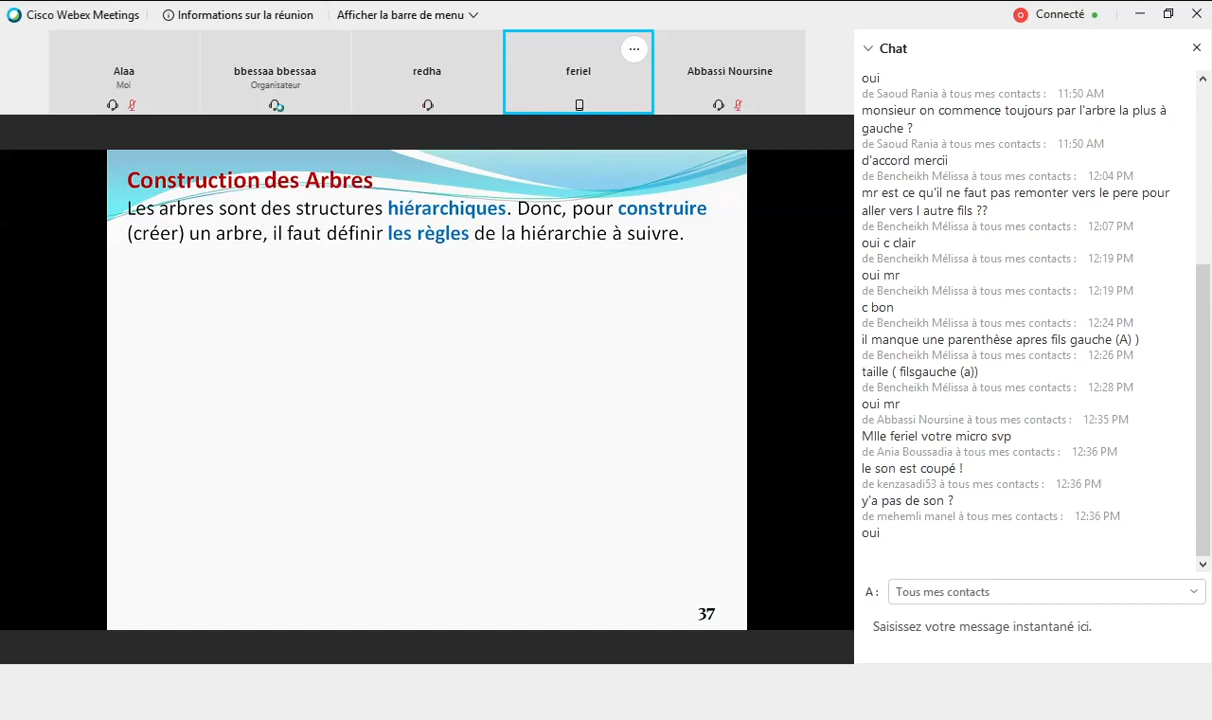 Cisco Webex Meetings
Informations sur la réunion
Afficher la barre de menu
Connecté
Alaa
Moi
bbessaa bbessaa
Organisateur
redha
feriel
Abbassi Noursine
Construction des Arbres
Les arbres sont des structures hiérarchiques. Donc, pour construire
(créer) un arbre, il faut définir les règles de la hiérarchie à suivre.
37
Chat
oui
de Saoud Rania à tous mes contacts : 11:50 AM
monsieur on commence toujours par l'arbre la plus à
gauche ?
de Saoud Rania à tous mes contacts : 11:50 AM
d'accord mercii
de Bencheikh Mélissa à tous mes contacts : 12:04 PM
mr est ce qu'il ne faut pas remonter vers le pere pour
aller vers l autre fils ??
de Bencheikh Mélissa à tous mes contacts : 12:07 PM
oui c clair
de Bencheikh Mélissa à tous mes contacts : 12:19 PM
oui mr
de Bencheikh Mélissa à tous mes contacts : 12:19 PM
c bon
de Bencheikh Mélissa à tous mes contacts : 12:24 PM
il manque une parenthèse apres fils gauche (A) )
de Bencheikh Mélissa à tous mes contacts : 12:26 PM
taille ( filsgauche (a))
de Bencheikh Mélissa à tous mes contacts : 12:28 PM
oui mr
de Abbassi Noursine à tous mes contacts : 12:35 PM
Mlle feriel votre micro svp
de Ania Boussadia à tous mes contacts : 12:36 PM
le son est coupé !
de kenzasadi53 à tous mes contacts : 12:36 PM
y'a pas de son ?
de mehemli manel à tous mes contacts : 12:36 PM
oui
A : Tous mes contacts
Saisissez votre message instantané ici.